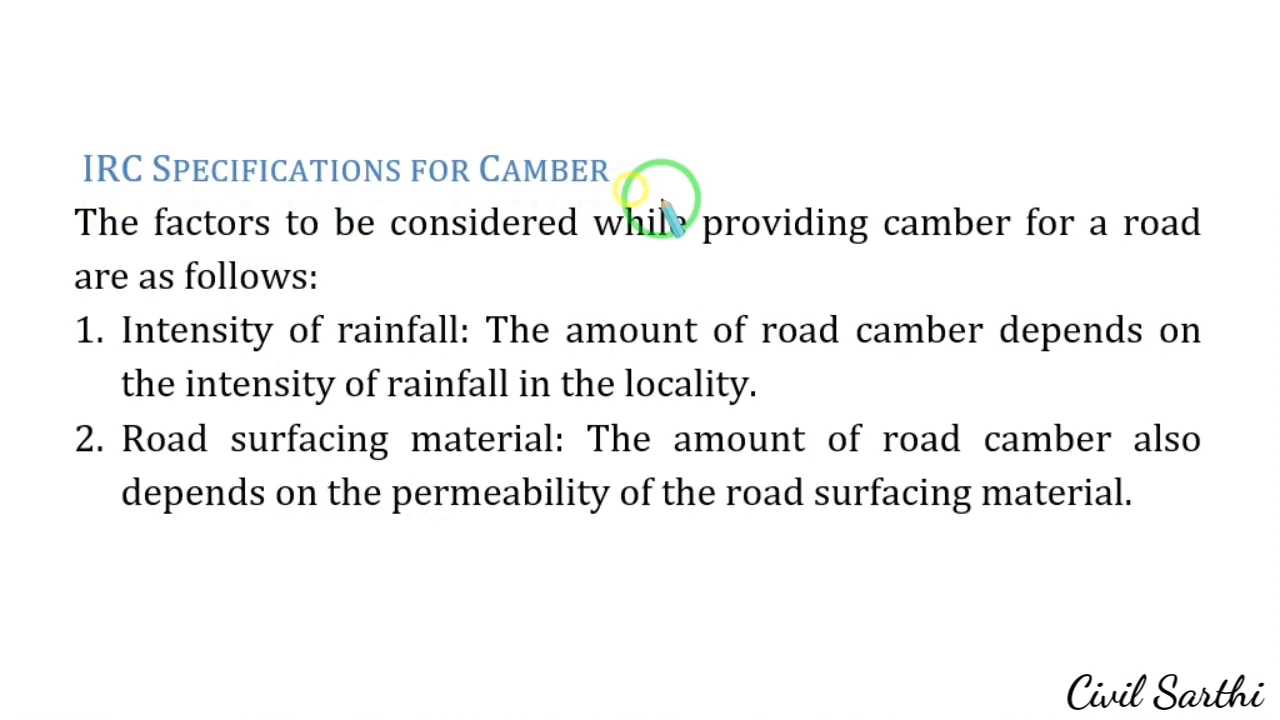 IRC SPECIFICATIONS FOR CAMBER
The factors to be considered while providing camber for a road
are as follows:
1. Intensity of rainfall: The amount of road camber depends on
the intensity of rainfall in the locality.
2. Road surfacing material: The amount of road camber also
depends on the permeability of the road surfacing material.
Civil Sarthi